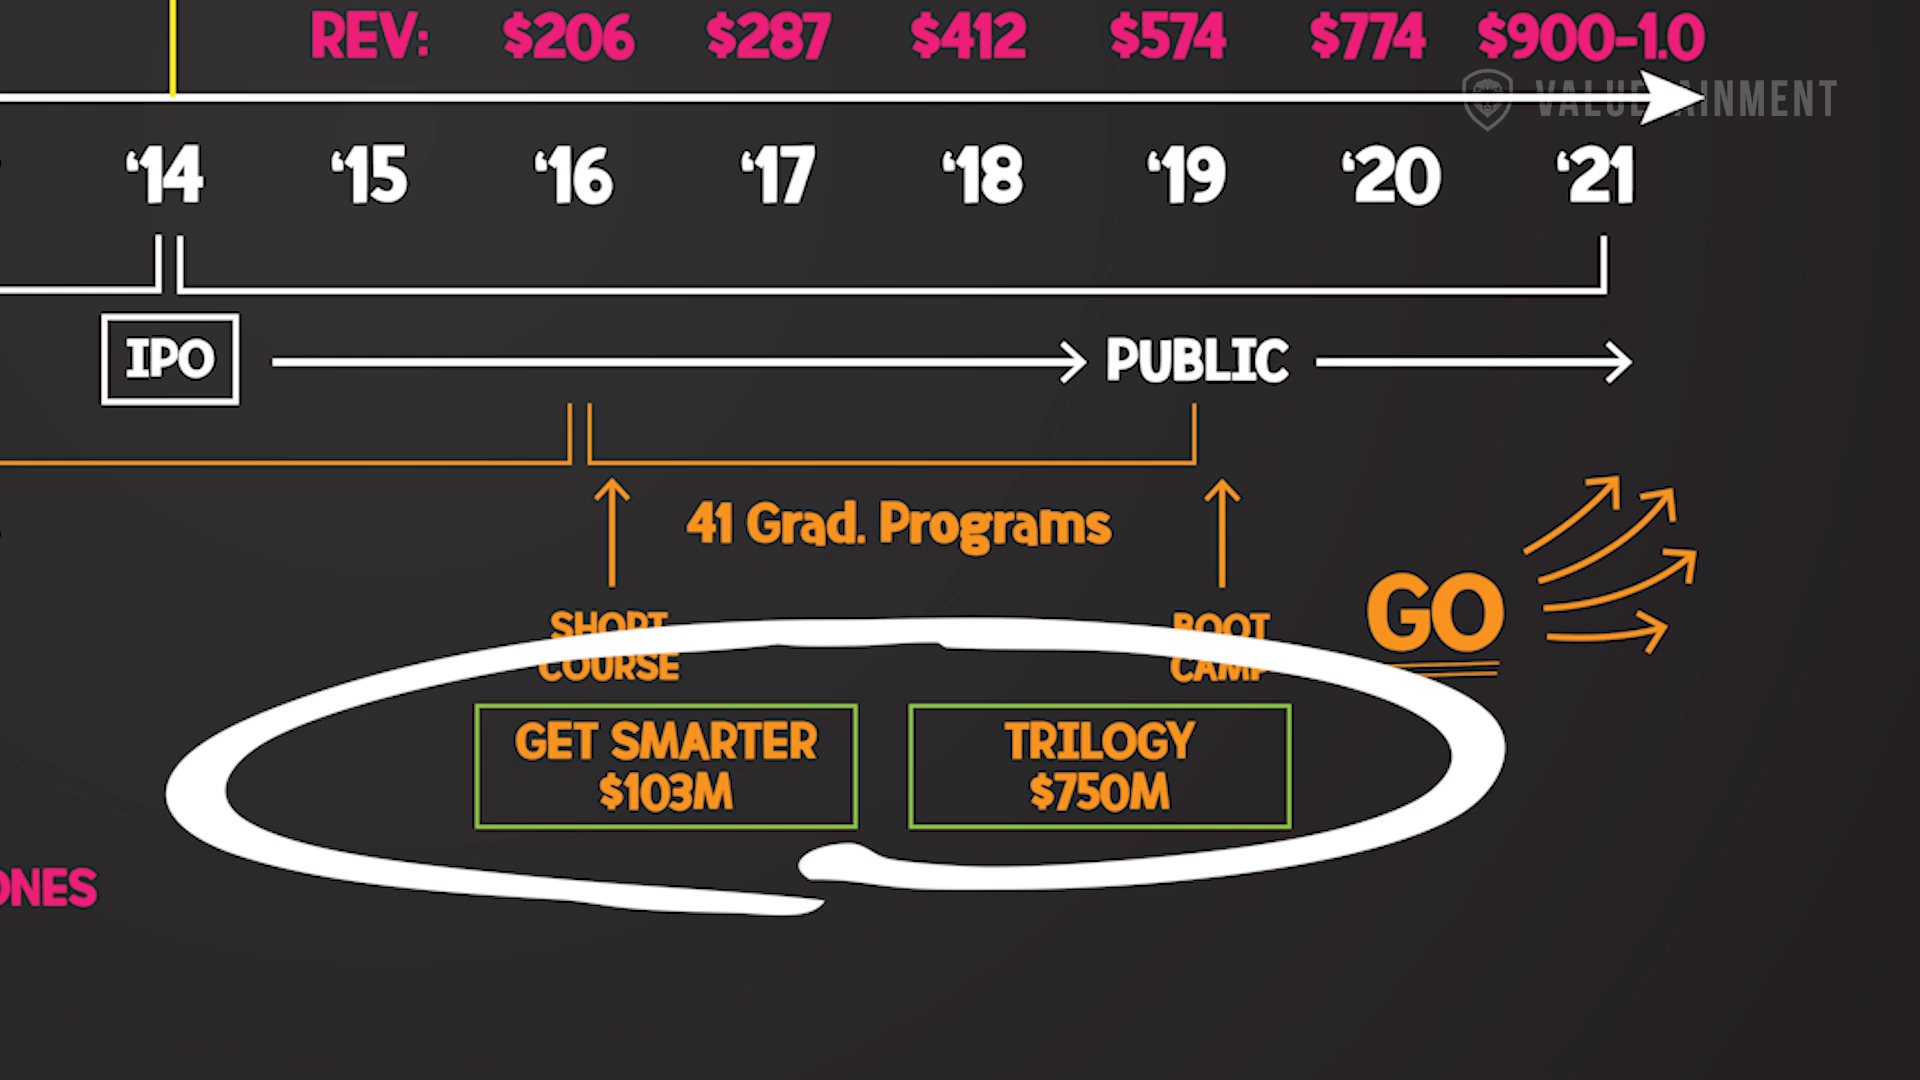 REV: $206 $287 $412 $574 $774 $900-1.0
VALUETAINMENT
‘14 ‘15 ‘16 ‘17 ‘18 ‘19 ‘20 ‘21
IPO PUBLIC
41 Grad. Programs
SHORT
COURSE
BOOT
CAMP
GO
GET SMARTER
$103M
TRILOGY
$750M